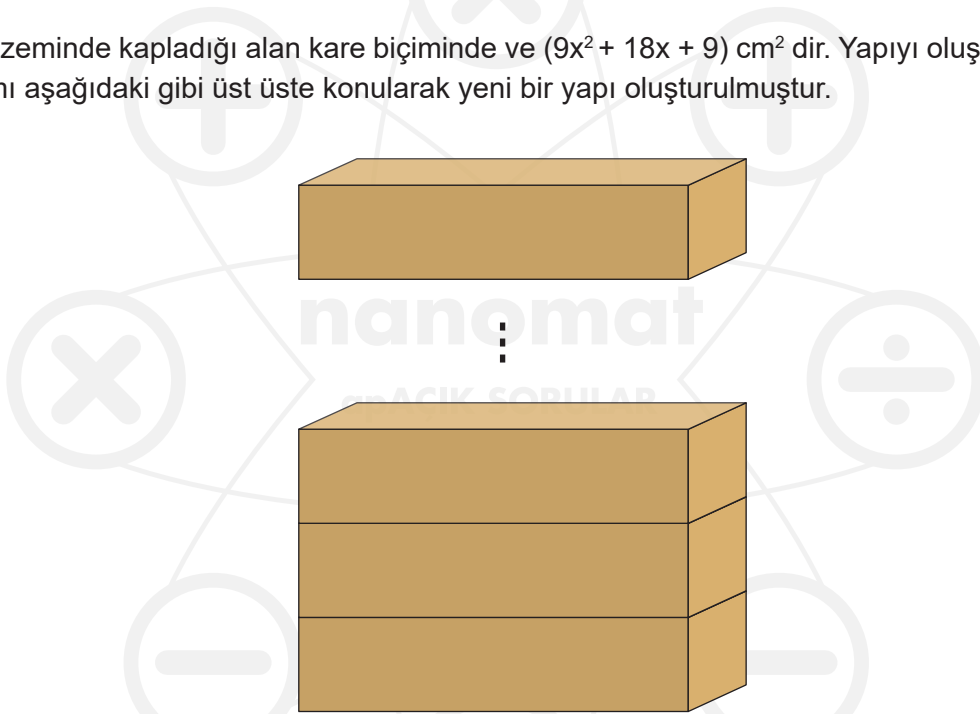 zeminde kapladığı alan kare biçiminde ve (9x² + 18x + 9) cm² dir. Yapıyı oluş
nı aşağıdaki gibi üst üste konularak yeni bir yapı oluşturulmuştur.
nanomat
apAÇIK SORULAR